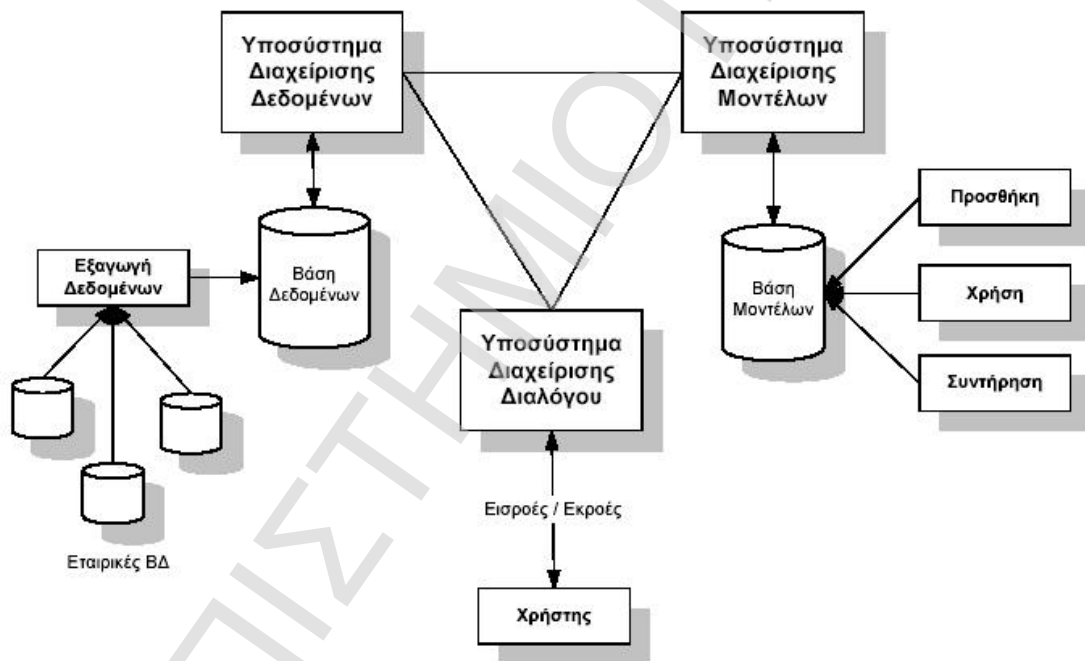 Υποσύστημα
Διαχείρισης
Δεδομένων
Υποσύστημα
Διαχείρισης
Μοντέλων
Προσθήκη
Εξαγωγή
Δεδομένων
Βάση
Δεδομένων
Βάση
Μοντέλων
Χρήση
Υποσύστημα
Διαχείρισης
Διαλόγου
Συντήρηση
Εισροές / Εκροές
Εταιρικές ΒΔ
Χρήστης
ΠΙΣΤΗΜΙΟ